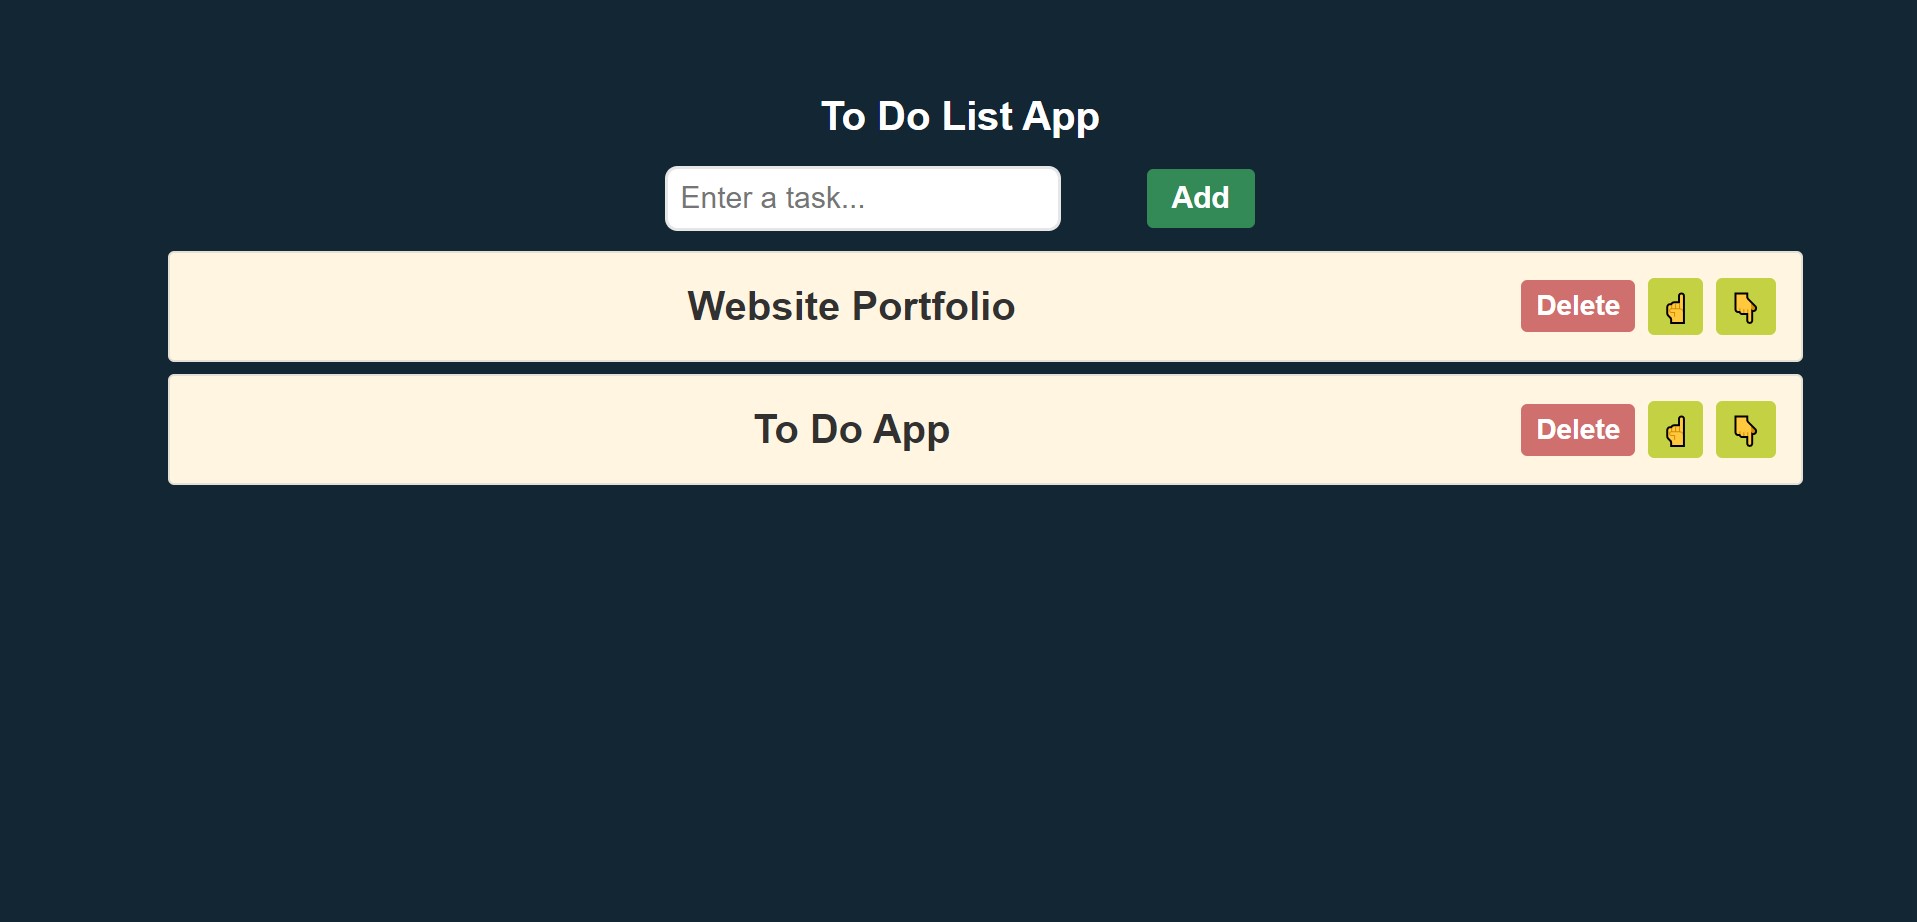 To Do List App
Enter a task... Add
Website Portfolio Delete ☝ 👇
To Do App Delete ☝ 👇